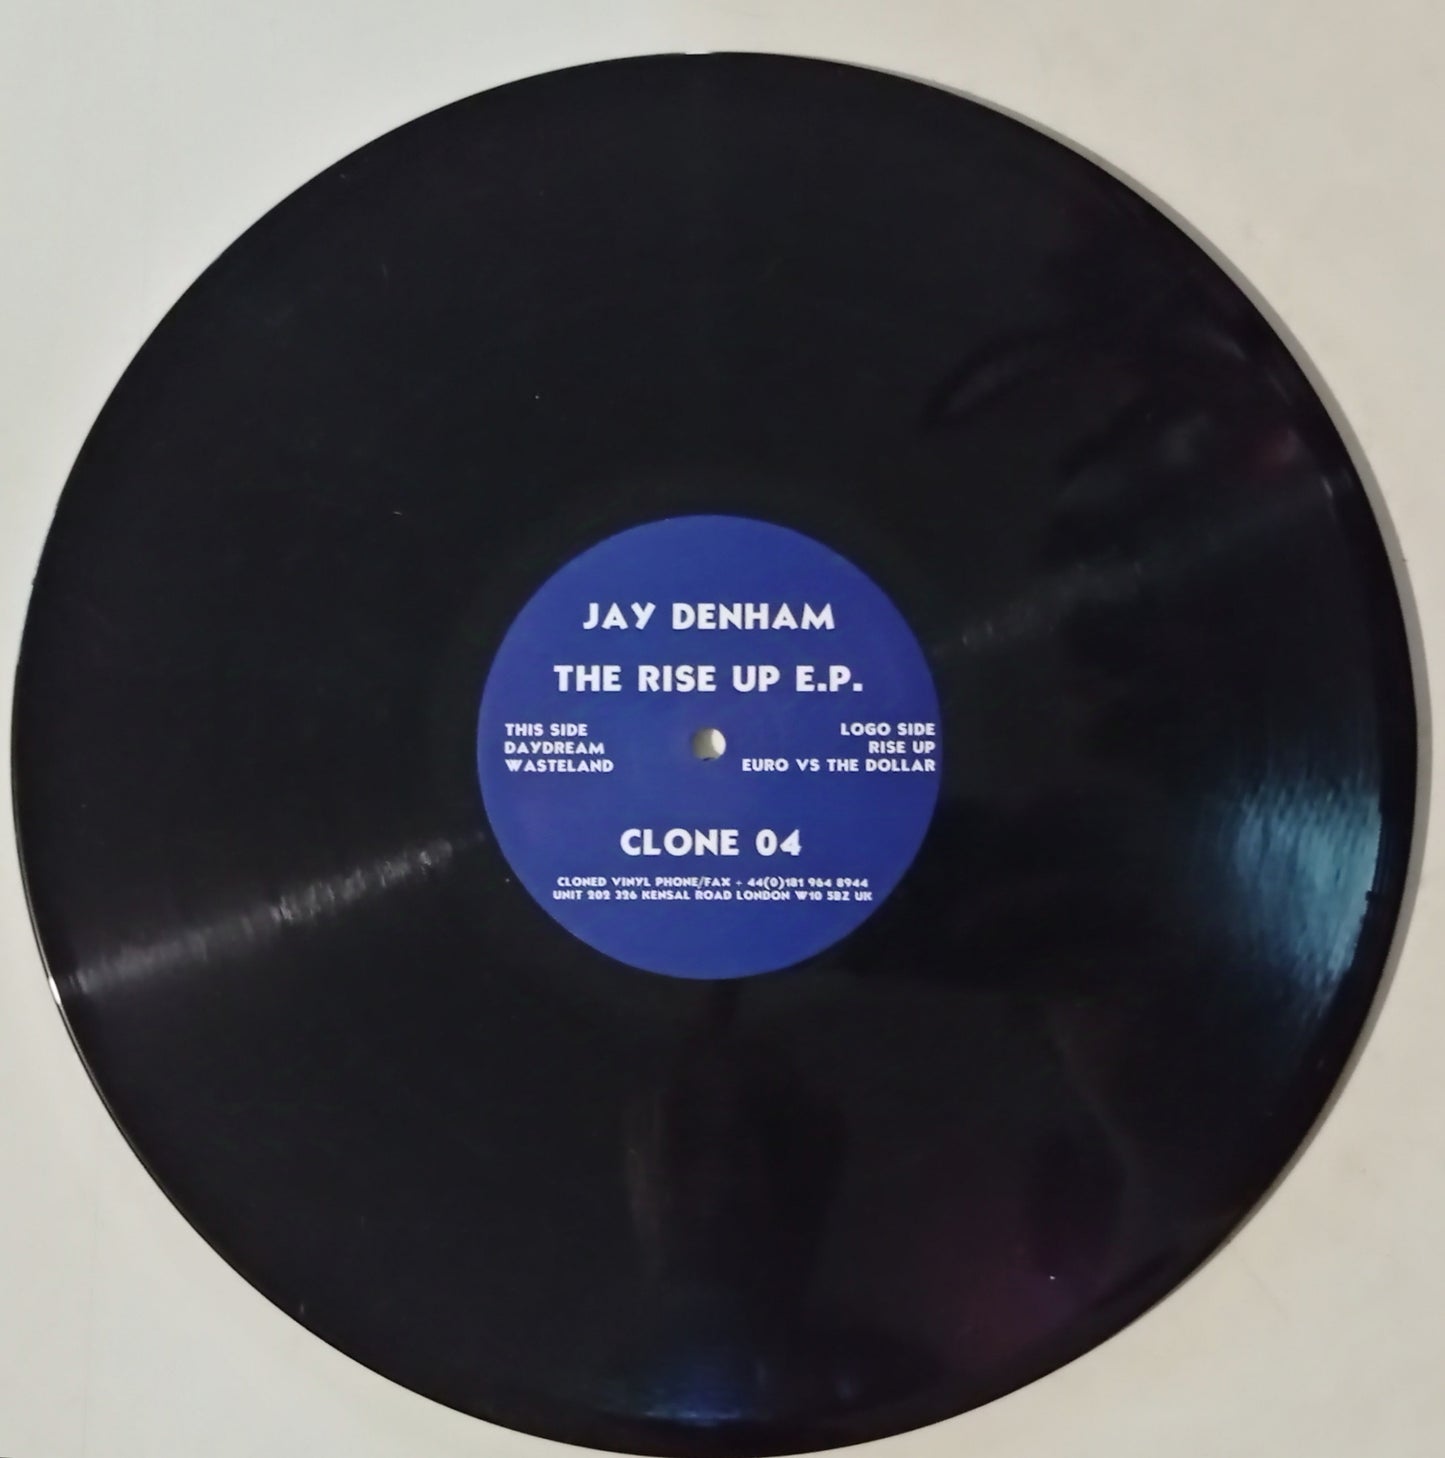 JAY DENHAM
THE RISE UP E.P.
THIS SIDE
DAYDREAM
WASTELAND
LOGO SIDE
RISE UP
EURO VS THE DOLLAR
CLONE 04
CLONED VINYL PHONE/FAX + 44(0)181 964 8944
UNIT 202 326 KENSAL ROAD LONDON W10 5BZ UK